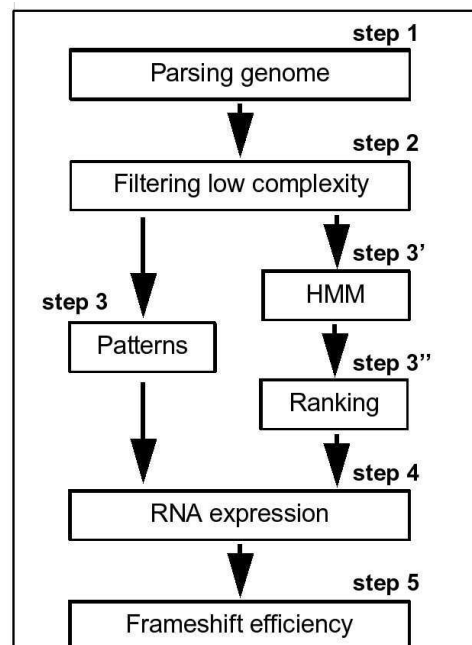 step 1
Parsing genome
step 2
Filtering low complexity
step 3’
HMM
step 3
Patterns
step 3’’
Ranking
step 4
RNA expression
step 5
Frameshift efficiency